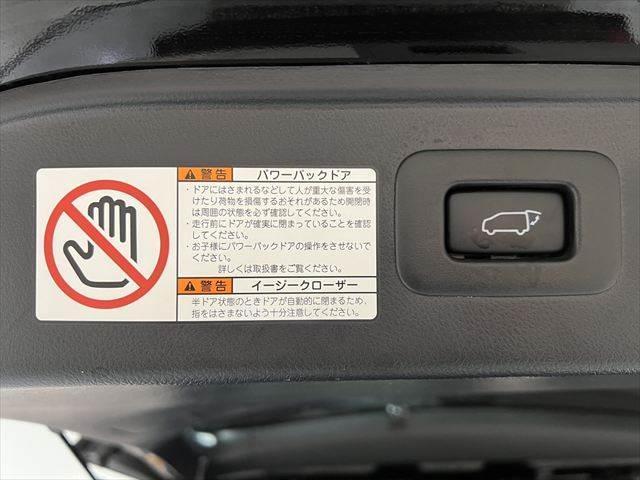 警告 パワーバックドア
・ドアにはさまれるなどして人が重大な傷害を受
けたり荷物を損傷するおそれがあるため開閉時
は周囲の状態を必ず確認してください。
・走行前にドアが確実に閉まっていることを確認
してください。
・お子様にパワーバックドアの操作をさせないで
ください。
詳しくは取扱書をご覧ください。
警告 イージークローザー
半ドア状態のときドアが自動的に閉まるため、
指をはさまないよう十分注意してください。